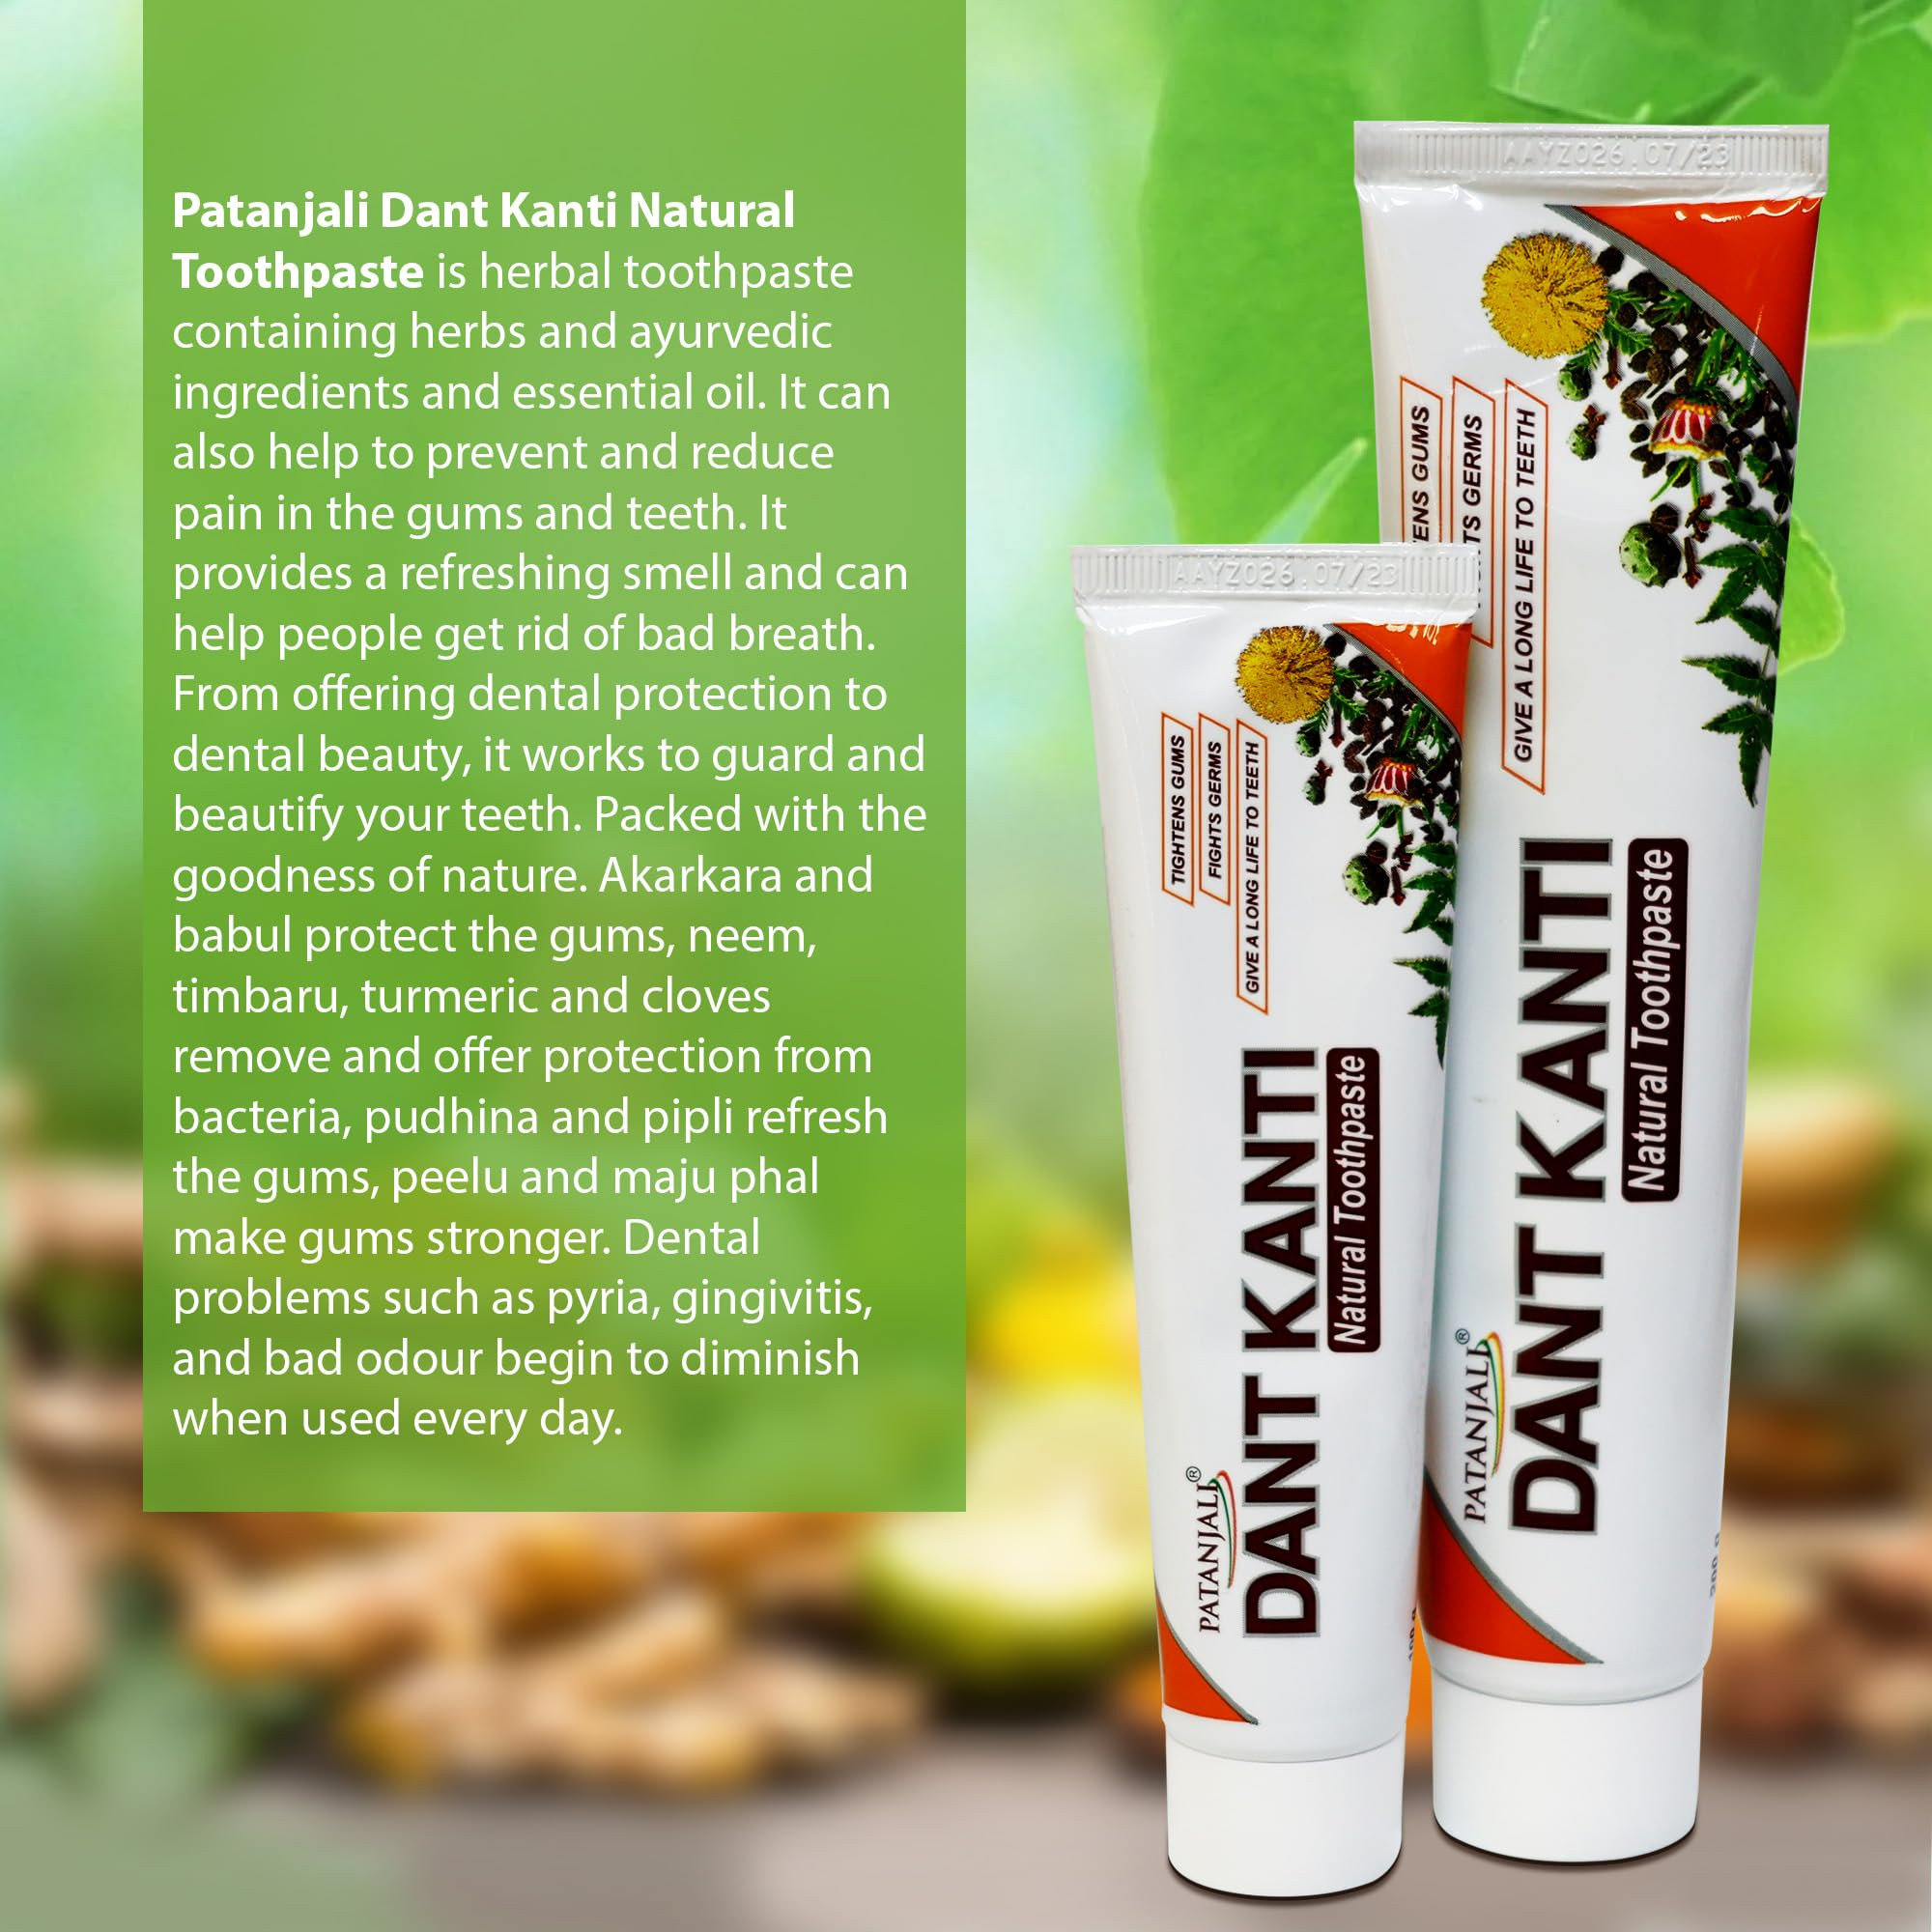 Patanjali Dant Kanti Natural
Toothpaste is herbal toothpaste
containing herbs and ayurvedic
ingredients and essential oil. It can
also help to prevent and reduce
pain in the gums and teeth. It
provides a refreshing smell and can
help people get rid of bad breath.
From offering dental protection to
dental beauty, it works to guard and
beautify your teeth. Packed with the
goodness of nature. Akarkara and
babul protect the gums, neem,
timbaru, turmeric and cloves
remove and offer protection from
bacteria, pudhina and pipli refresh
the gums, peelu and maju phal
make gums stronger. Dental
problems such as pyria, gingivitis,
and bad odour begin to diminish
when used every day.
AAYZ026.07/23
TIGHTENS GUMS
FIGHTS GERMS
GIVE A LONG LIFE TO TEETH
PATANJALI®
DANT KANTI
Natural Toothpaste
AAYZ026.07/23
GUMS
GERMS
GIVE A LONG LIFE TO TEETH
PATANJALI®
DANT KANTI
Natural Toothpaste